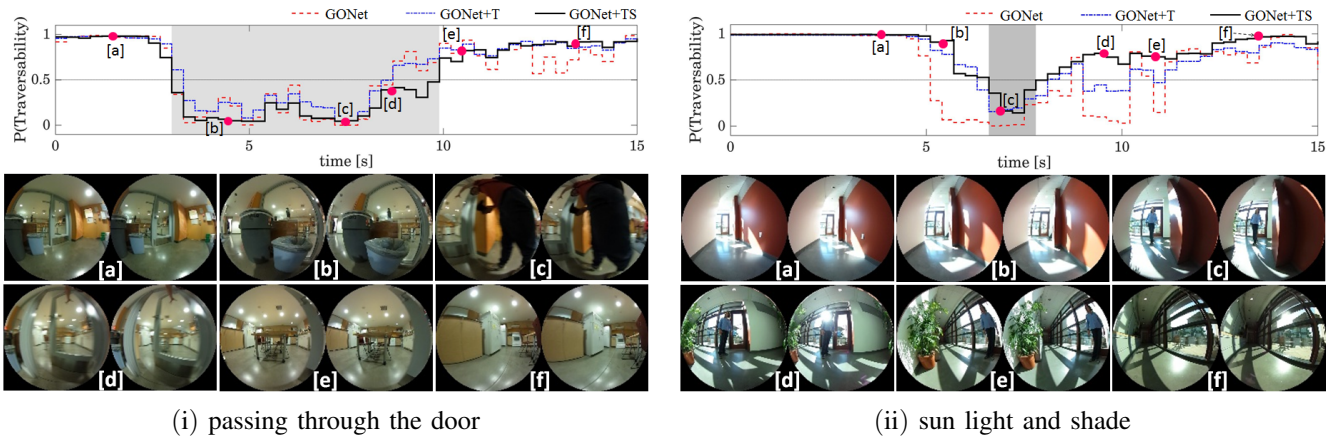 GONet GONet+T GONet+TS
P(Traversability)
1
0.5
0
[a]
[b]
[c]
[d]
[e]
[f]
0 5 10 15
time [s]
[a] [b] [c]
[d] [e] [f]
(i) passing through the door
GONet GONet+T GONet+TS
P(Traversability)
1
0.5
0
[a]
[b]
[c]
[d]
[e]
[f]
0 5 10 15
time [s]
[a] [b] [c]
[d] [e] [f]
(ii) sun light and shade